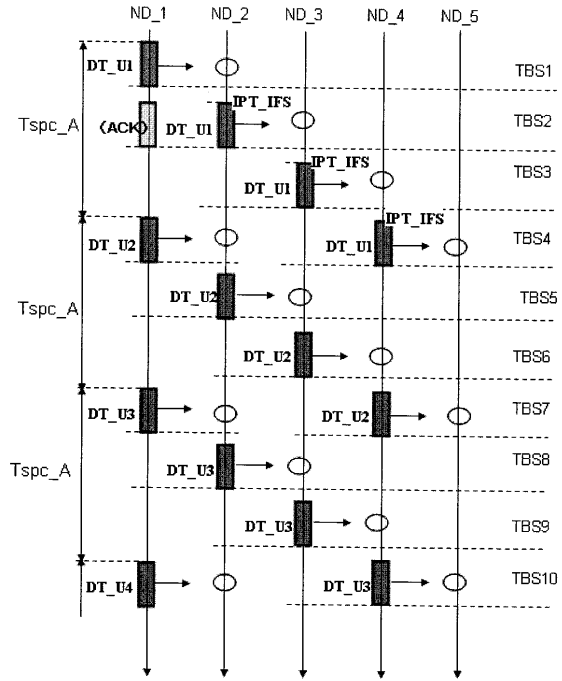 ND_1 ND_2 ND_3 ND_4 ND_5
DT_U1 TBS1
Tspc_A (ACK) DT_U1 IPT_IFS TBS2
DT_U1 IPT_IFS TBS3
DT_U2 DT_U1 IPT_IFS TBS4
Tspc_A DT_U2 TBS5
DT_U2 TBS6
DT_U3 DT_U2 TBS7
Tspc_A DT_U3 TBS8
DT_U3 TBS9
DT_U4 DT_U3 TBS10